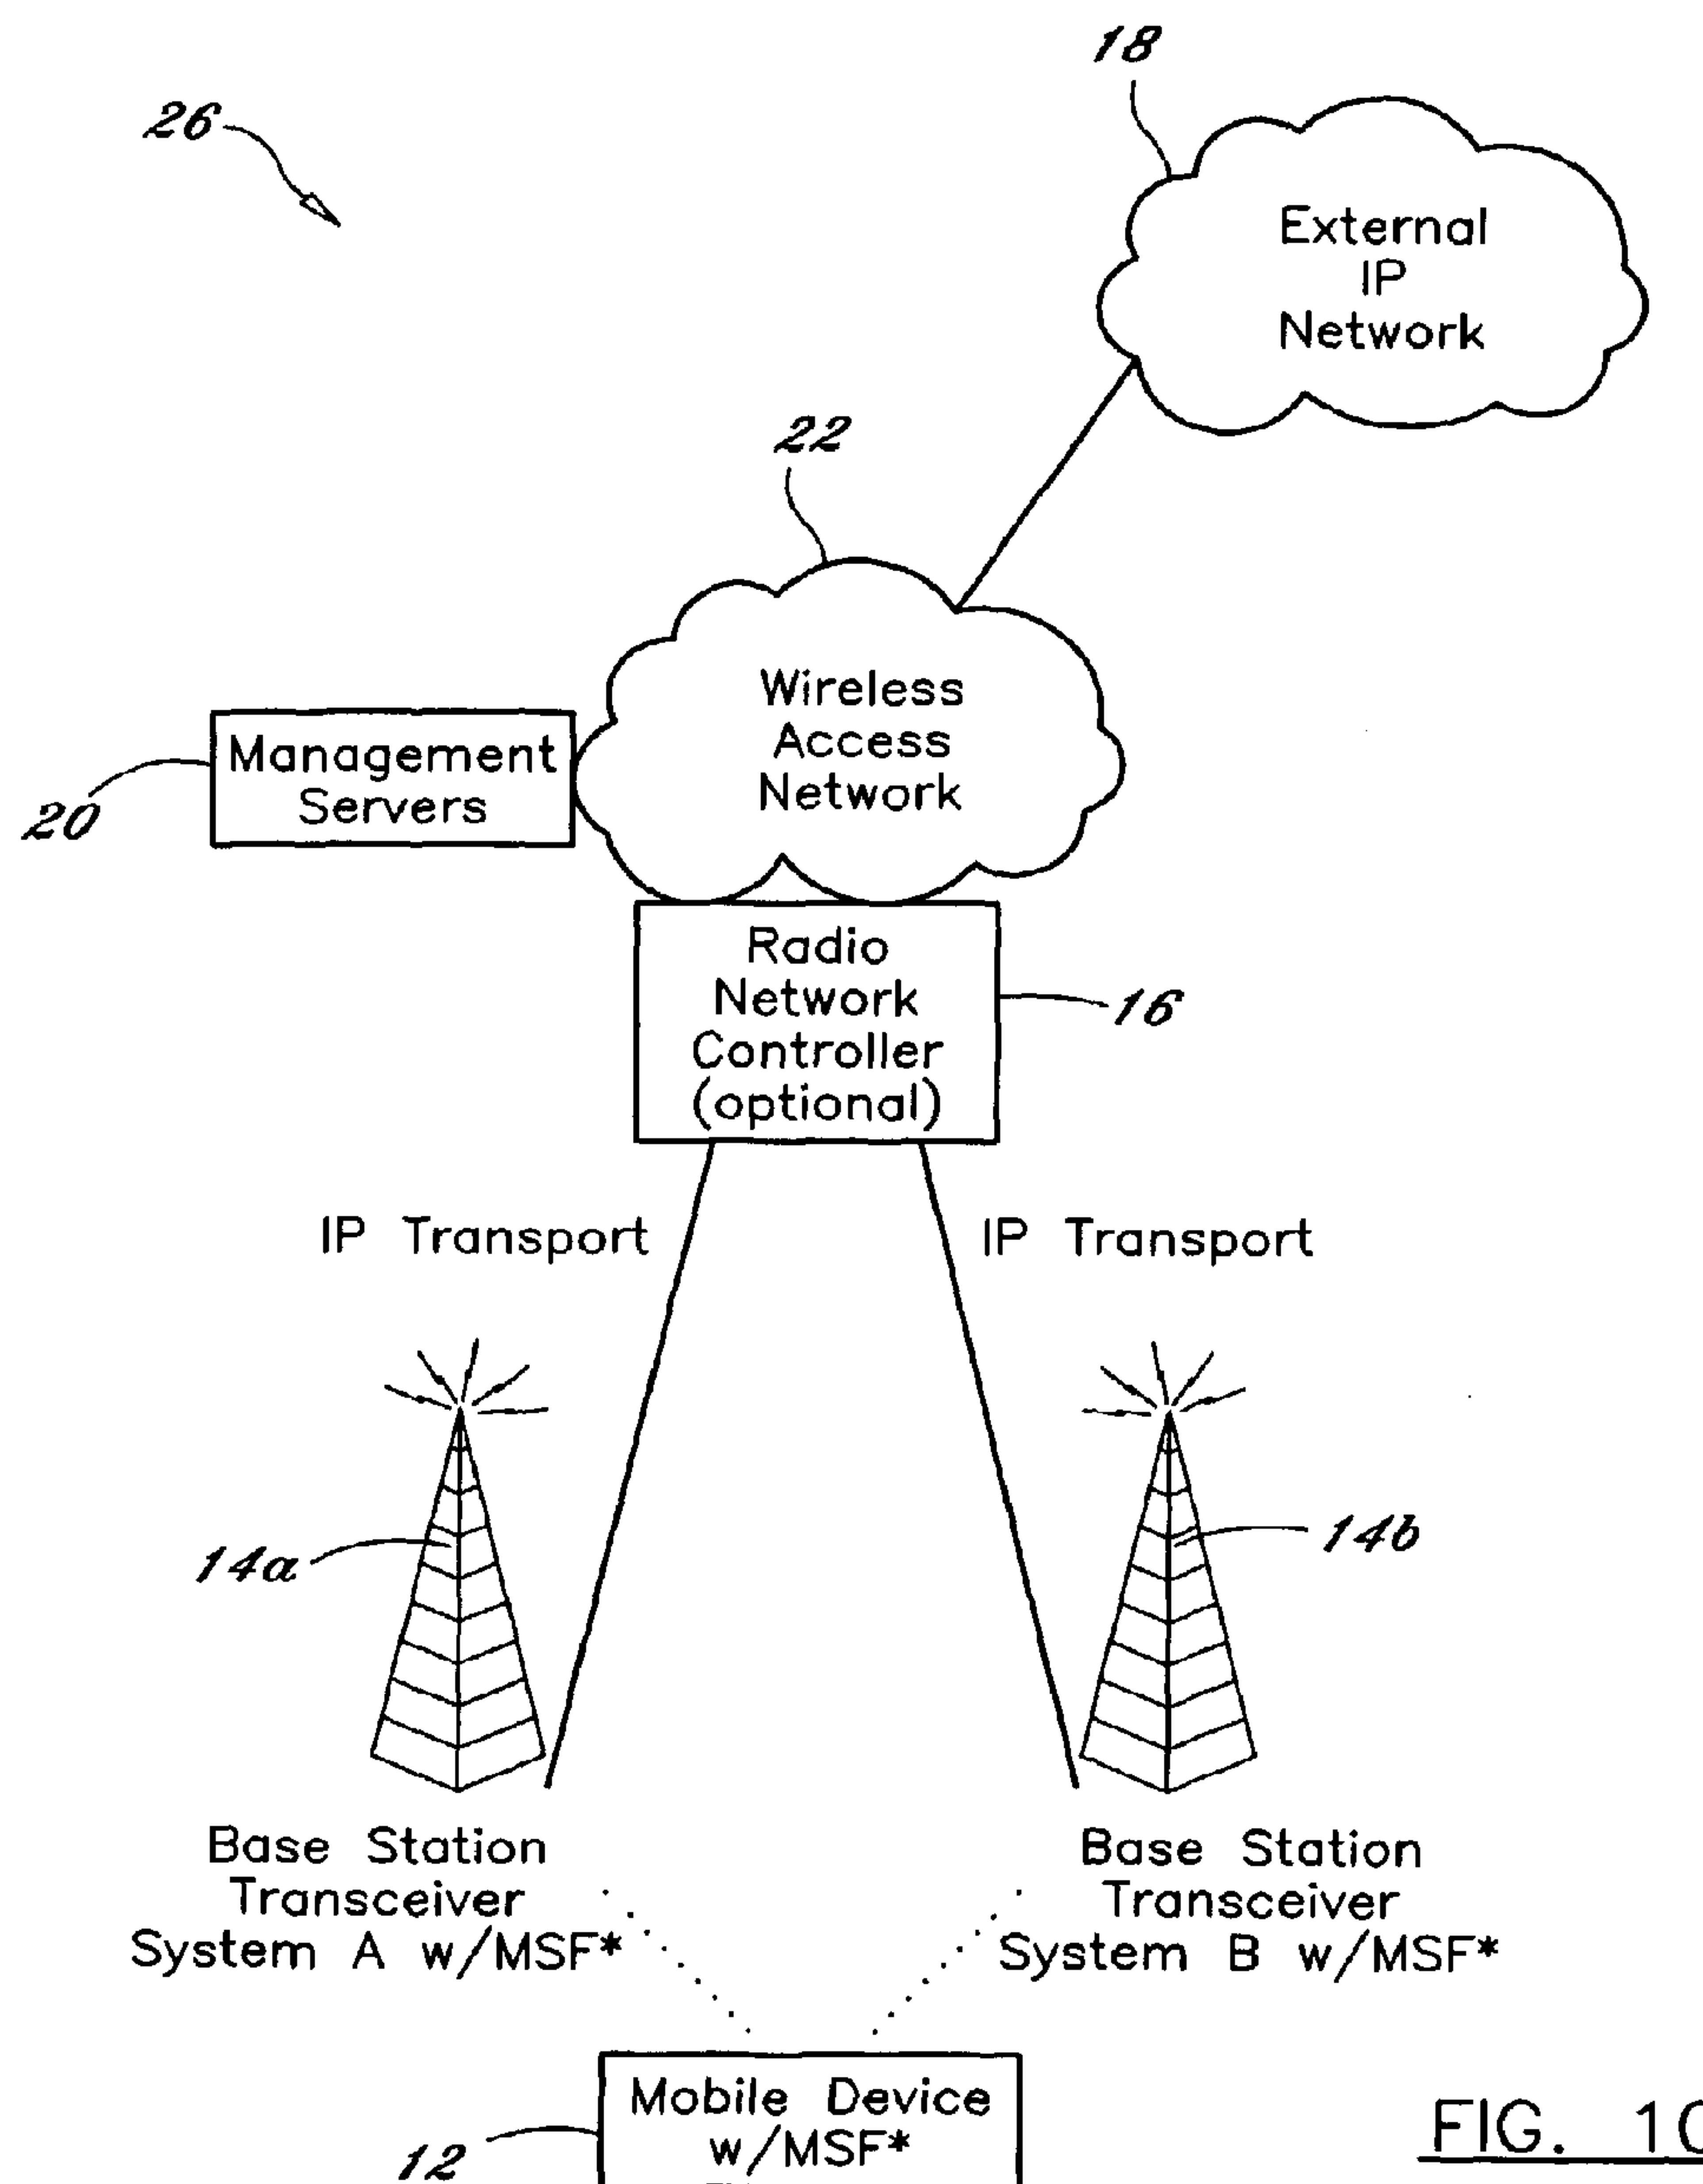 18
26
External
IP
Network
22
Wireless
Access
Network
Management
Servers
20
Radio
Network
Controller
(optional)
16
IP Transport
IP Transport
14a
14b
Base Station
Transceiver
System A w/MSF*
Base Station
Transceiver
System B w/MSF*
Mobile Device
w/MSF*
12
FIG.